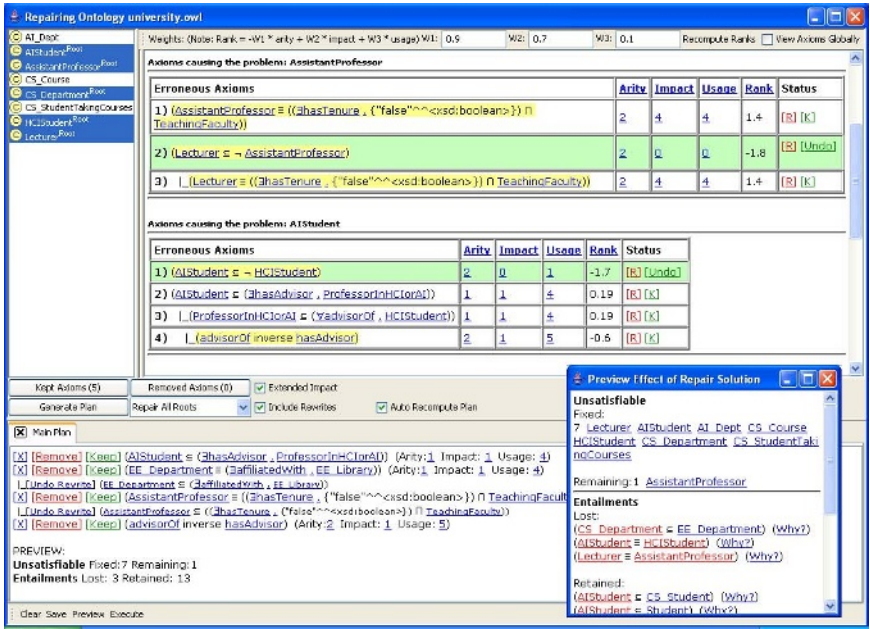 Repairing Ontology university.owl
AI_Dept
AIStudent Root
AssistantProfessor Root
CS_Course
CS_Department Root
CS_StudentTakingCourses
HCIStudent Root
Lecturer Root
Weights: (Note: Rank = -W1 * arity + W2 * impact + W3 * usage) W1: 0.9 W2: 0.7 W3: 0.1 Recompute Ranks View Axioms Globally
Axioms causing the problem: AssistantProfessor
Erroneous Axioms Arity Impact Usage Rank Status
1) (AssistantProfessor ≡ ((∃hasTenure . {"false"^^<xsd:boolean>}) ∩
TeachingFaculty)) 2 4 4 1.4 [R] [K]
2) (Lecturer ⊑ ¬ AssistantProfessor) 2 0 0 -1.8 [R] [Undo]
3) |_(Lecturer ≡ ((∃hasTenure . {"false"^^<xsd:boolean>}) ∩ TeachingFaculty)) 2 4 4 1.4 [R] [K]
Axioms causing the problem: AIStudent
Erroneous Axioms Arity Impact Usage Rank Status
1) (AIStudent ⊑ ¬ HCIStudent) 2 0 1 -1.7 [R] [Undo]
2) (AIStudent ⊑ (∃hasAdvisor . ProfessorInHCIorAI)) 1 1 4 0.19 [R] [K]
3) |_(ProfessorInHCIorAI ⊑ (∀advisorOf . HCIStudent)) 1 1 4 0.19 [R] [K]
4) |_(advisorOf inverse hasAdvisor) 2 1 5 -0.6 [R] [K]
Kept Axioms (5) Removed Axioms (0) Extended Impact
Generate Plan Repair All Roots Include Rewrites Auto Recompute Plan
Main Plan
[X] [Remove] [Keep] (AIStudent ⊑ (∃hasAdvisor . ProfessorInHCIorAI)) (Arity:1 Impact: 1 Usage: 4)
[X] [Remove] [Keep] (EE_Department ≡ (∃affiliatedWith . EE_Library)) (Arity:1 Impact: 1 Usage: 4)
|_[Undo Rewrite] (EE_Department ⊑ (∃affiliatedWith . EE_Library))
[X] [Remove] [Keep] (AssistantProfessor ≡ ((∃hasTenure . {"false"^^<xsd:boolean>}) ∩ TeachingFacult
|_[Undo Rewrite] (AssistantProfessor ⊑ ((∃hasTenure . {"false"^^<xsd:boolean>}) ∩ TeachingFaculty))
[X] [Remove] [Keep] (advisorOf inverse hasAdvisor) (Arity:2 Impact: 1 Usage: 5)
PREVIEW:
Unsatisfiable Fixed:7 Remaining:1
Entailments Lost: 3 Retained: 13
Clear Save Preview Execute
Preview Effect of Repair Solution
Unsatisfiable
Fixed:
7 Lecturer AIStudent AI_Dept CS_Course
HCIStudent CS_Department CS_StudentTaki
ngCourses
Remaining:1 AssistantProfessor
Entailments
Lost:
(CS_Department ⊑ EE_Department) (Why?)
(AIStudent ≡ HCIStudent) (Why?)
(Lecturer ≡ AssistantProfessor) (Why?)
Retained:
(AIStudent ⊑ CS_Student) (Why?)
(AIStudent ⊑ Student) (Why?)